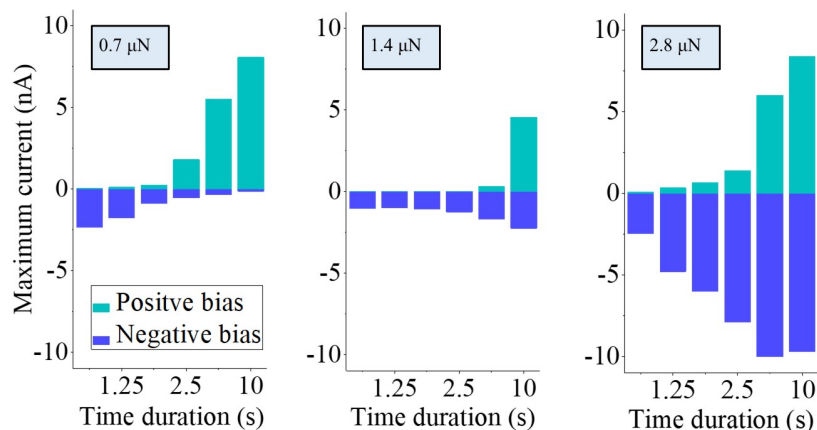 Maximum current (nA)
10
5
0
-5
-10
0.7 μN
Positve bias
Negative bias
1.25
2.5
10
Time duration (s)
10
5
0
-5
-10
1.4 μN
1.25
2.5
10
Time duration (s)
10
5
0
-5
-10
2.8 μN
1.25
2.5
10
Time duration (s)